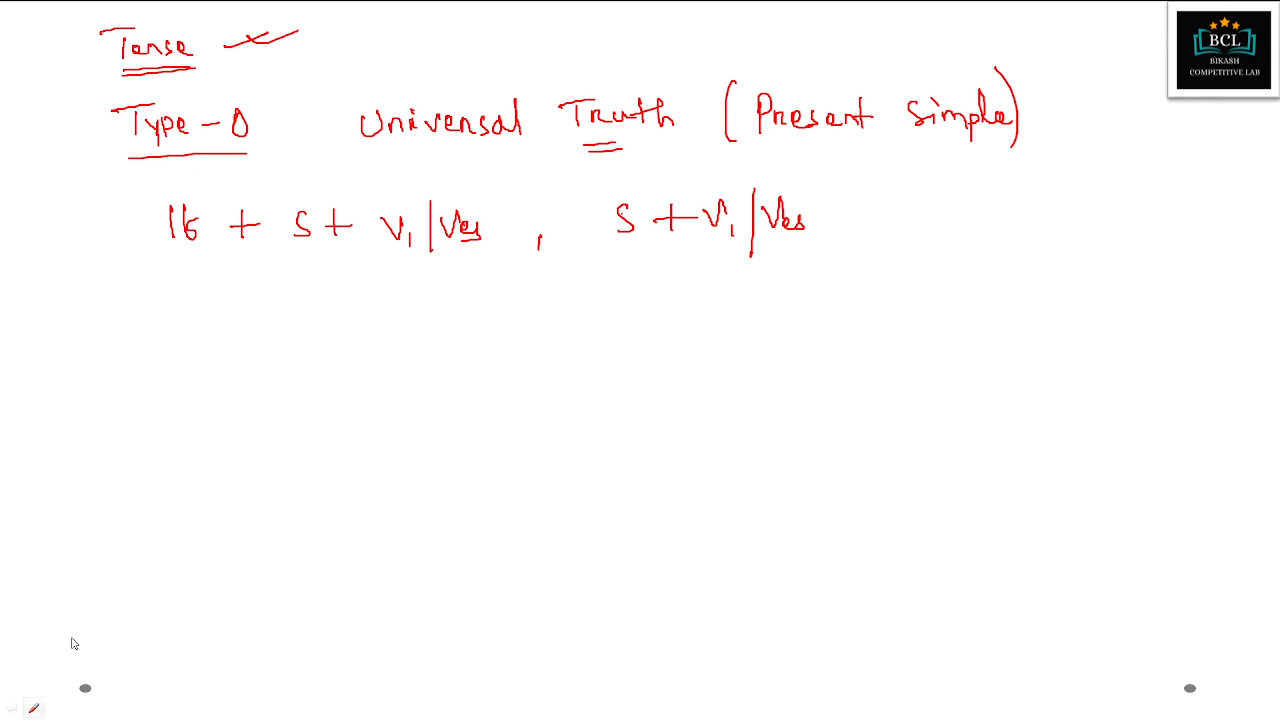 Tense
Type-0 Universal Truth (Present simple)
If + S + V1|Ves , S + V1|Ves
BCL
BIKASH
COMPETITIVE LAB